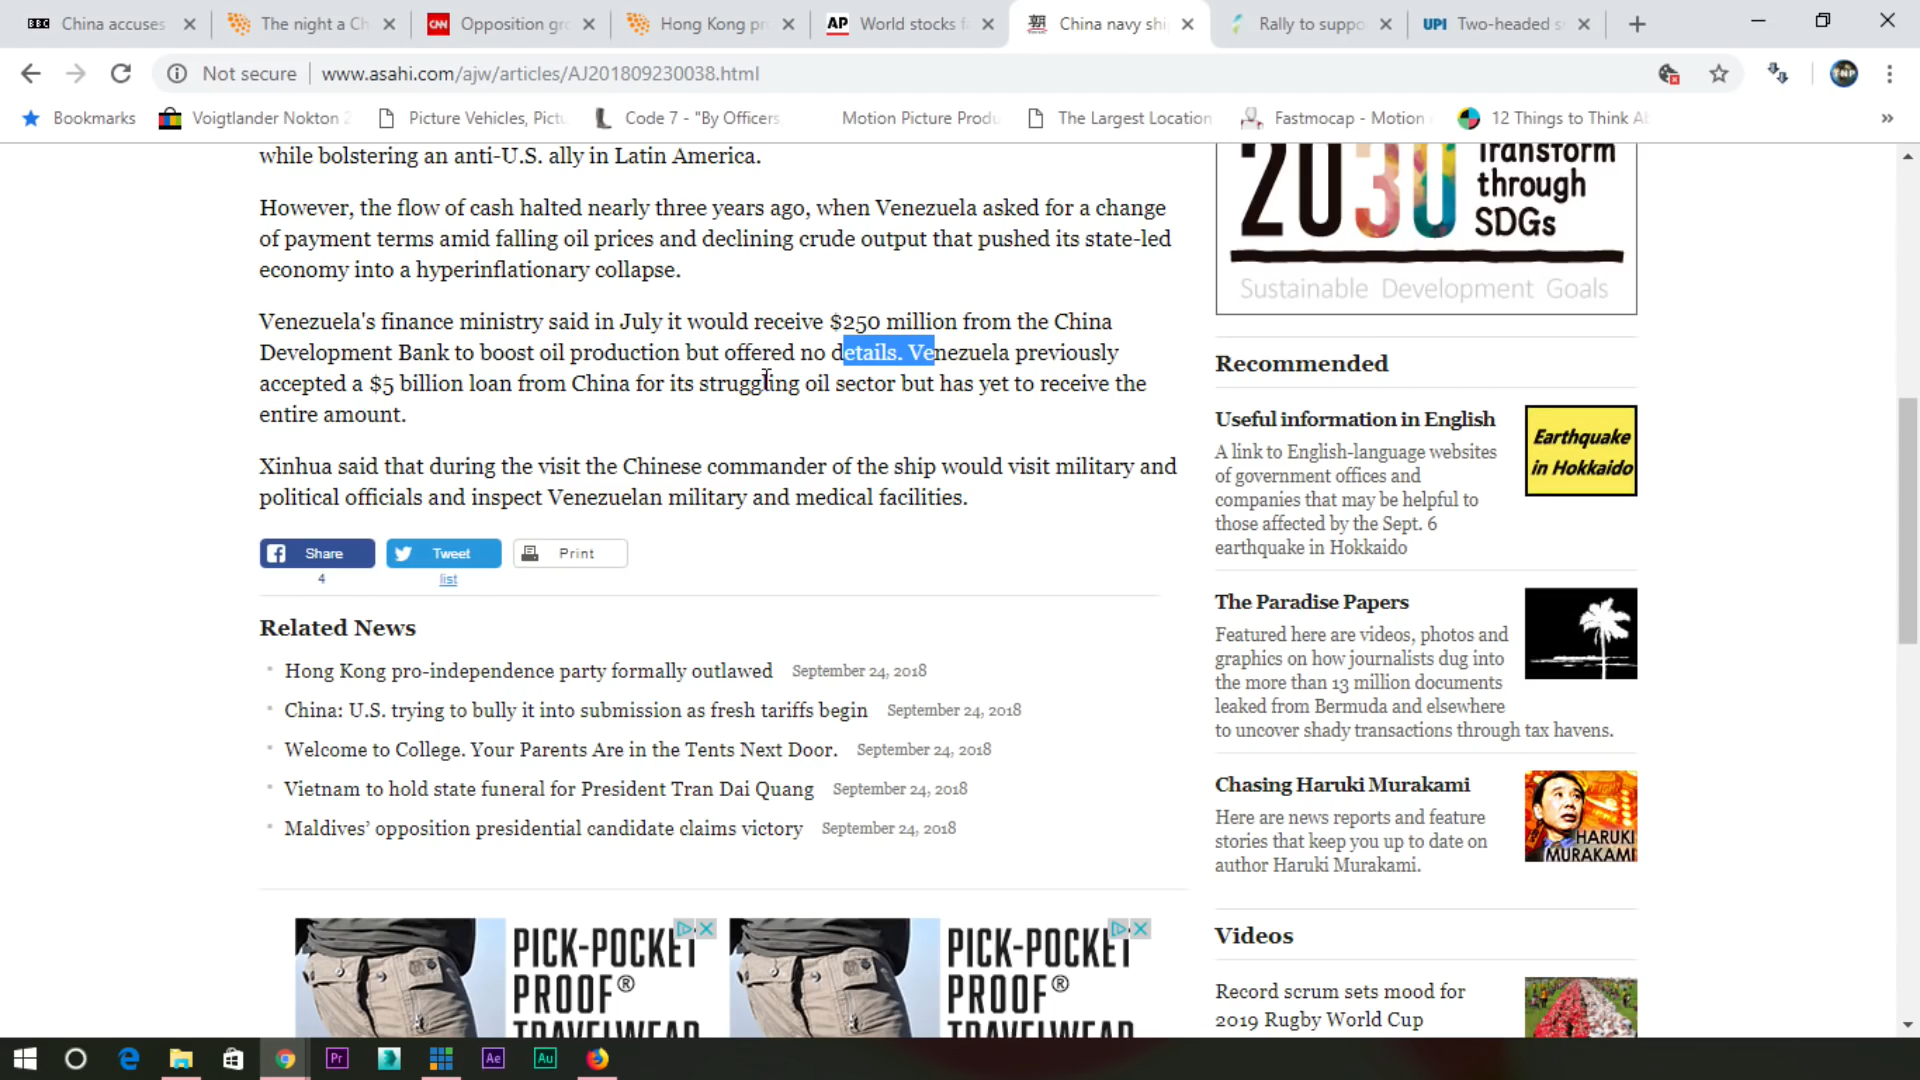 BBC China accuses
The night a Ch
CNN Opposition gro
Hong Kong pr
AP World stocks fa
China navy shi
Rally to suppo
UPI Two-headed s
Not secure www.asahi.com/ajw/articles/AJ201809230038.html
TNP
Bookmarks
Voigtlander Nokton 2
Picture Vehicles, Pictu
Code 7 - "By Officers
Motion Picture Produ
The Largest Location
Fastmocap - Motion
12 Things to Think Ab
while bolstering an anti-U.S. ally in Latin America.
However, the flow of cash halted nearly three years ago, when Venezuela asked for a change
of payment terms amid falling oil prices and declining crude output that pushed its state-led
economy into a hyperinflationary collapse.
Venezuela's finance ministry said in July it would receive $250 million from the China
Development Bank to boost oil production but offered no details. Venezuela previously
accepted a $5 billion loan from China for its struggling oil sector but has yet to receive the
entire amount.
Xinhua said that during the visit the Chinese commander of the ship would visit military and
political officials and inspect Venezuelan military and medical facilities.
Share
Tweet
Print
4
list
Related News
Hong Kong pro-independence party formally outlawed September 24, 2018
China: U.S. trying to bully it into submission as fresh tariffs begin September 24, 2018
Welcome to College. Your Parents Are in the Tents Next Door. September 24, 2018
Vietnam to hold state funeral for President Tran Dai Quang September 24, 2018
Maldives’ opposition presidential candidate claims victory September 24, 2018
PICK-POCKET
PROOF®
TRAVELWEAR
PICK-POCKET
PROOF®
TRAVELWEAR
2030
Transform
through
SDGs
Sustainable Development Goals
Recommended
Useful information in English
A link to English-language websites
of government offices and
companies that may be helpful to
those affected by the Sept. 6
earthquake in Hokkaido
Earthquake
in Hokkaido
The Paradise Papers
Featured here are videos, photos and
graphics on how journalists dug into
the more than 13 million documents
leaked from Bermuda and elsewhere
to uncover shady transactions through tax havens.
Chasing Haruki Murakami
Here are news reports and feature
stories that keep you up to date on
author Haruki Murakami.
HARUKI
MURAKAMI
Videos
Record scrum sets mood for
2019 Rugby World Cup
Pr
Ae
Au